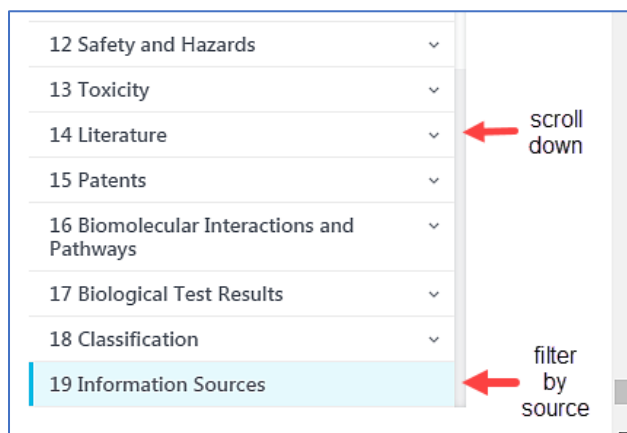 12 Safety and Hazards
13 Toxicity
scroll
14 Literature
down
15 Patents
16 Biomolecular Interactions and
Pathways
17 Biological Test Results
18 Classification
filter
19 Information Sources
by
source